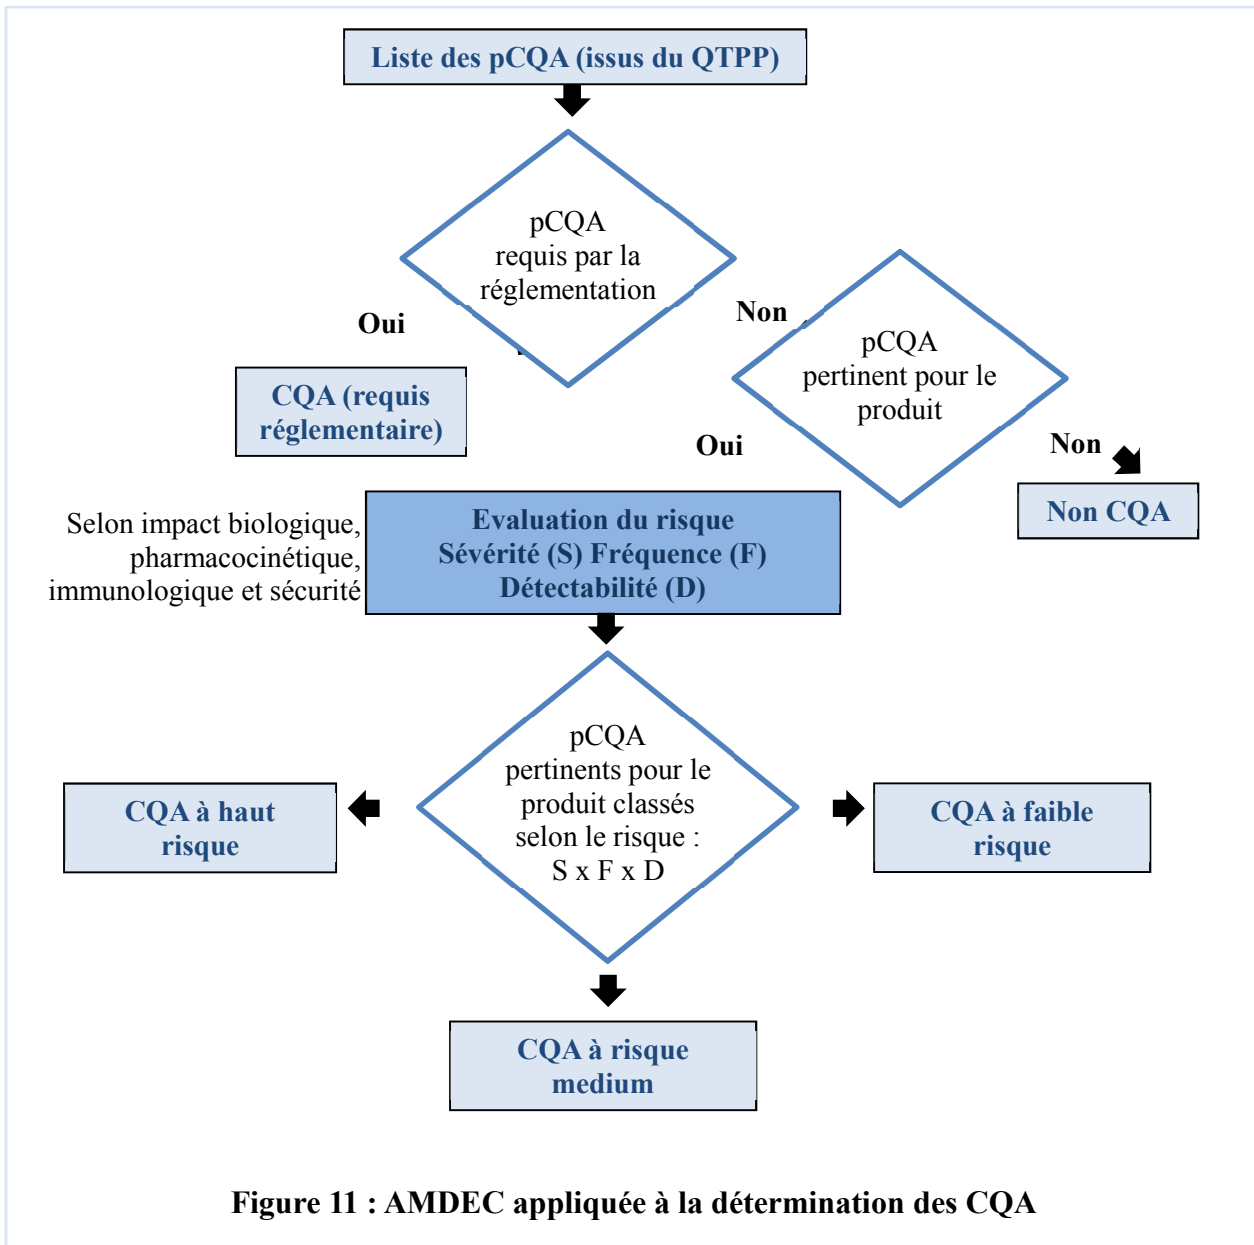 Liste des pCQA (issus du QTPP)
pCQA
requis par la
réglementation
Oui
Non
CQA (requis
réglementaire)
pCQA
pertinent pour le
produit
Oui
Non
Non CQA
Selon impact biologique,
pharmacocinétique,
immunologique et sécurité
Evaluation du risque
Sévérité (S) Fréquence (F)
Détectabilité (D)
pCQA
pertinents pour le
produit classés
selon le risque :
S x F x D
CQA à haut
risque
CQA à faible
risque
CQA à risque
medium
Figure 11 : AMDEC appliquée à la détermination des CQA